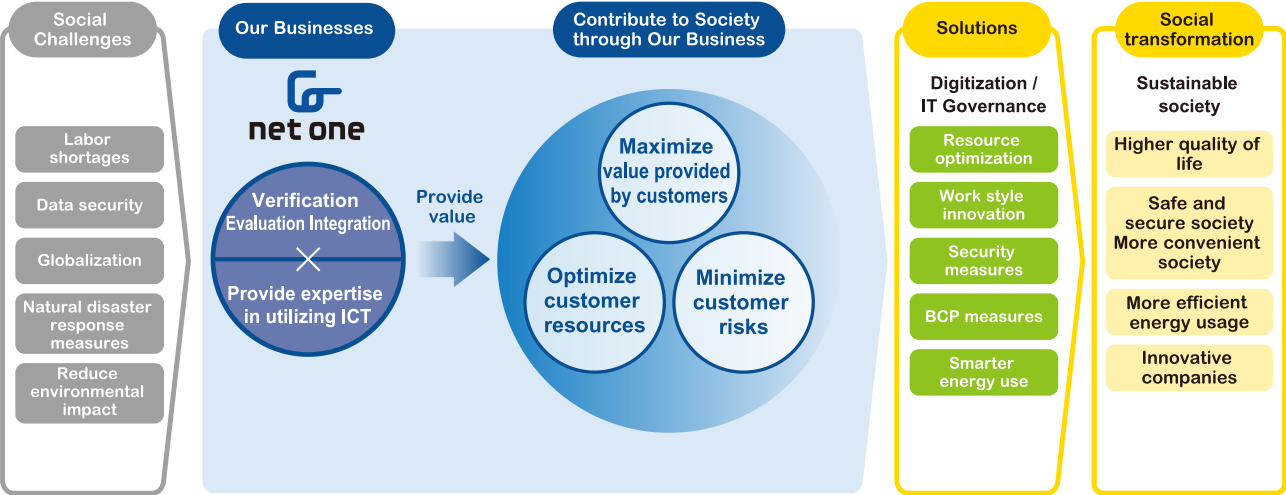 Social
Challenges
Labor
shortages
Data security
Globalization
Natural disaster
response
measures
Reduce
environmental
impact
Our Businesses
net one
Verification
Evaluation Integration
×
Provide expertise
in utilizing ICT
Provide
value
Contribute to Society
through Our Business
Maximize
value provided
by customers
Optimize
customer
resources
Minimize
customer
risks
Solutions
Digitization /
IT Governance
Resource
optimization
Work style
innovation
Security
measures
BCP measures
Smarter
energy use
Social
transformation
Sustainable
society
Higher quality of
life
Safe and
secure society
More convenient
society
More efficient
energy usage
Innovative
companies